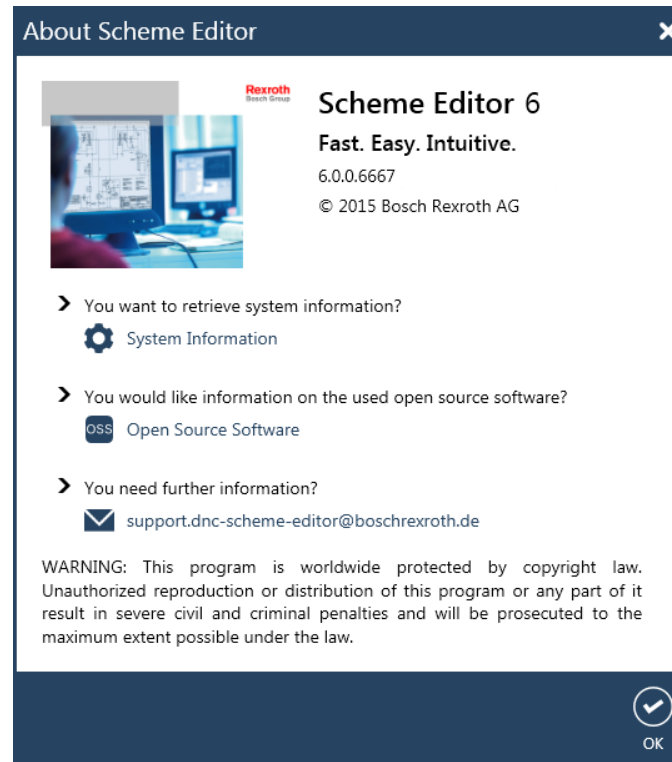 About Scheme Editor
Rexroth
Bosch Group
Scheme Editor 6
Fast. Easy. Intuitive.
6.0.0.6667
© 2015 Bosch Rexroth AG
You want to retrieve system information?
System Information
You would like information on the used open source software?
OSS Open Source Software
You need further information?
support.dnc-scheme-editor@boschrexroth.de
WARNING: This program is worldwide protected by copyright law.
Unauthorized reproduction or distribution of this program or any part of it
result in severe civil and criminal penalties and will be prosecuted to the
maximum extent possible under the law.
OK